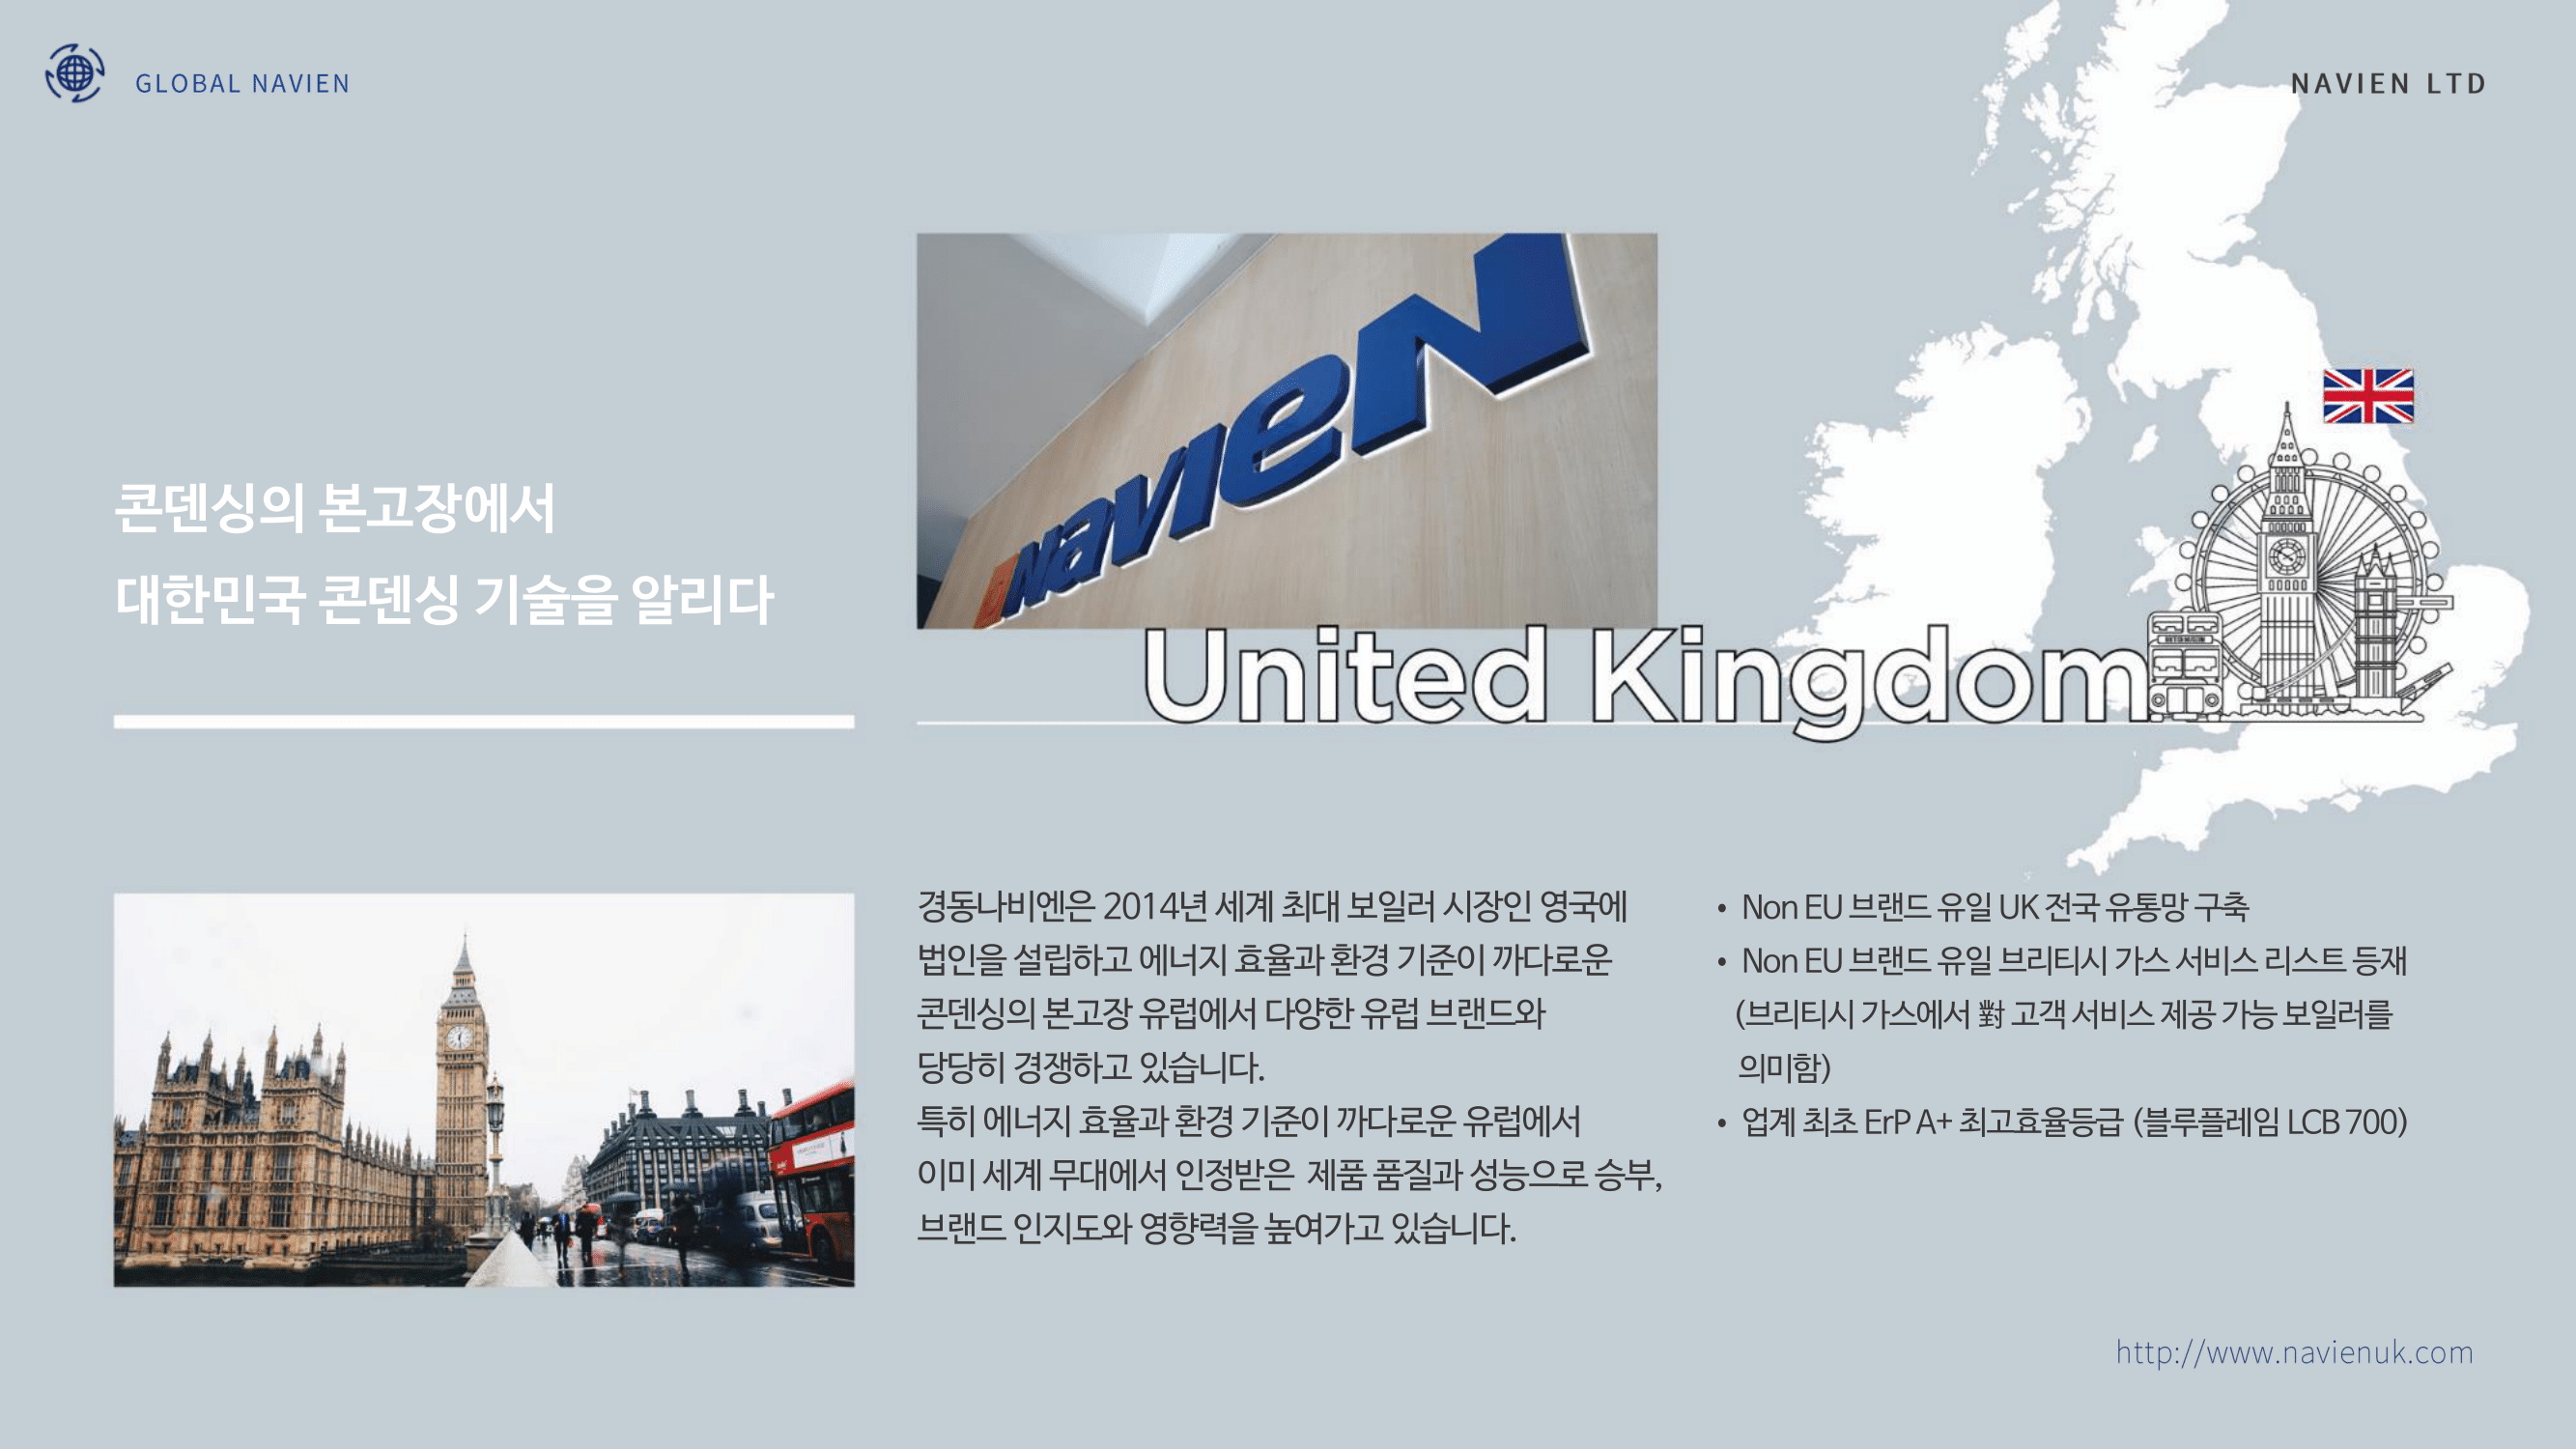 GLOBAL NAVIEN
NAVIEN LTD
콘덴싱의 본고장에서
대한민국 콘덴싱 기술을 알리다
NavieN
United Kingdom
경동나비엔은 2014년 세계 최대 보일러 시장인 영국에
법인을 설립하고 에너지 효율과 환경 기준이 까다로운
콘덴싱의 본고장 유럽에서 다양한 유럽 브랜드와
당당히 경쟁하고 있습니다.
특히 에너지 효율과 환경 기준이 까다로운 유럽에서
이미 세계 무대에서 인정받은 제품 품질과 성능으로 승부,
브랜드 인지도와 영향력을 높여가고 있습니다.
• Non EU 브랜드 유일 UK 전국 유통망 구축
• Non EU 브랜드 유일 브리티시 가스 서비스 리스트 등재
(브리티시 가스에서 對 고객 서비스 제공 가능 보일러를
의미함)
• 업계 최초 ErP A+ 최고효율등급 (블루플레임 LCB 700)
http://www.navienuk.com